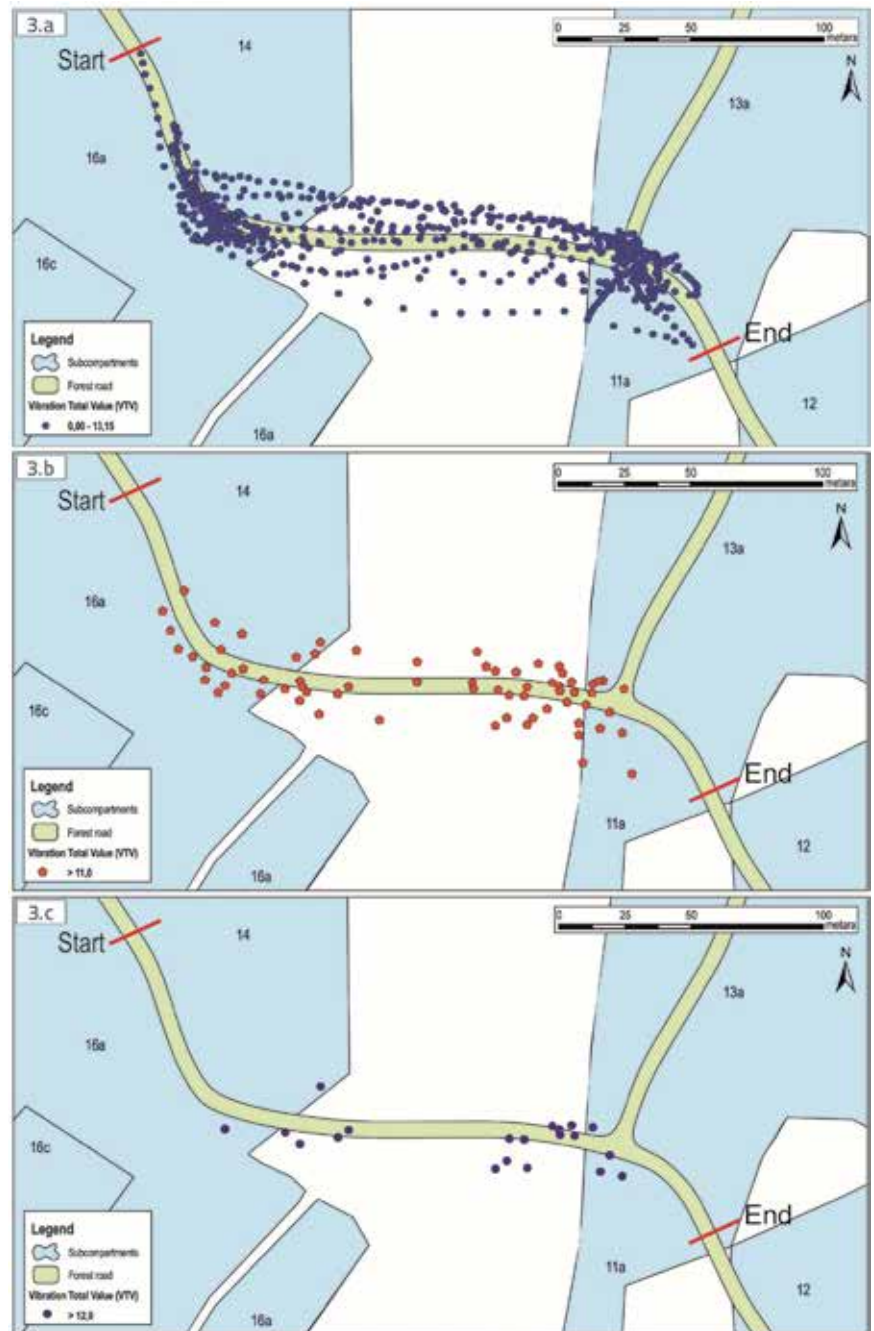 3.a
0 25 50 100
metara
Start
14
N
13a
16a
16c
End
11a
12
16a
Legend
Subcompartments
Forest road
Vibration Total Value (VTV)
0,00 - 13,15
3.b
0 25 50 100
metara
Start
14
N
13a
16a
16c
End
11a
12
16a
Legend
Subcompartments
Forest road
Vibration Total Value (VTV)
> 11,0
3.c
0 25 50 100
metara
Start
14
N
13a
16a
16c
End
11a
12
16a
Legend
Subcompartments
Forest road
Vibration Total Value (VTV)
> 12,0